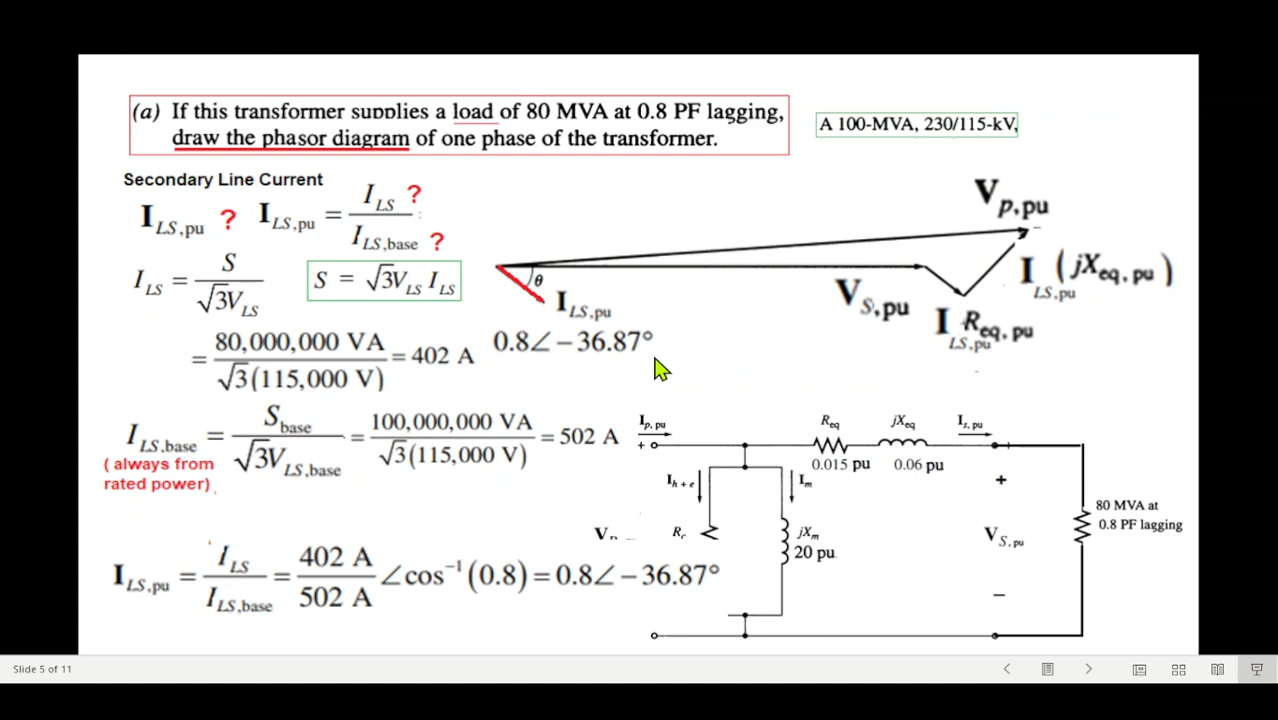 (a) If this transformer supplies a load of 80 MVA at 0.8 PF lagging,
draw the phasor diagram of one phase of the transformer.
A 100-MVA, 230/115-kV,
Secondary Line Current
I_LS,pu ? I_LS,pu = I_LS ? / I_LS,base ?
I_LS = S / √3V_LS
S = √3V_LS I_LS
= 80,000,000 VA / √3(115,000 V) = 402 A
V_p,pu
θ
I_LS,pu
0.8∠ − 36.87°
V_S,pu
I_LS,pu R_eq,pu
I_LS,pu (jX_eq,pu)
I_LS,base = S_base / √3V_LS,base = 100,000,000 VA / √3(115,000 V) = 502 A
( always from
rated power)
I_LS,pu = I_LS / I_LS,base = 402 A / 502 A ∠cos⁻¹(0.8) = 0.8∠ − 36.87°
I_p,pu
R_eq
jX_eq
I_s,pu
+
+
0.015 pu
0.06 pu
I_h+e
I_m
+
80 MVA at
0.8 PF lagging
R_c
jX_m
20 pu
V_S,pu
−
Slide 5 of 11